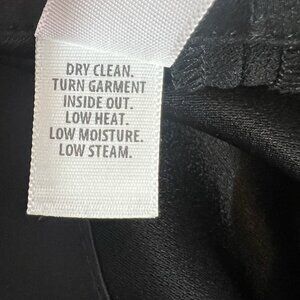 DRY CLEAN.
TURN GARMENT
INSIDE OUT.
LOW HEAT.
LOW MOISTURE.
LOW STEAM.